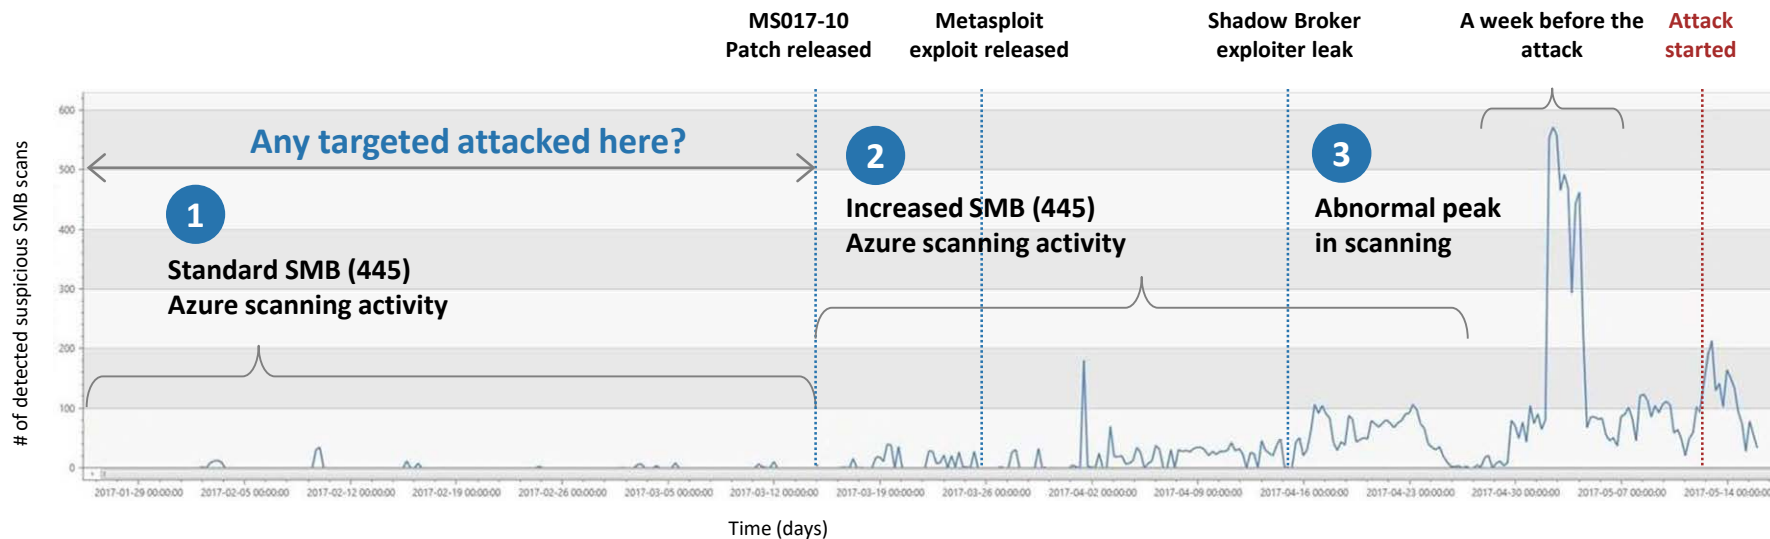 MS017-10
Patch released
Metasploit
exploit released
Shadow Broker
exploiter leak
A week before the
attack
Attack
started
# of detected suspicious SMB scans
600
500
400
300
200
100
0
Any targeted attacked here?
1
Standard SMB (445)
Azure scanning activity
2
Increased SMB (445)
Azure scanning activity
3
Abnormal peak
in scanning
2017-01-29 00:00:00
2017-02-05 00:00:00
2017-02-12 00:00:00
2017-02-19 00:00:00
2017-02-26 00:00:00
2017-03-05 00:00:00
2017-03-12 00:00:00
2017-03-19 00:00:00
2017-03-26 00:00:00
2017-04-02 00:00:00
2017-04-09 00:00:00
2017-04-16 00:00:00
2017-04-23 00:00:00
2017-04-30 00:00:00
2017-05-07 00:00:00
2017-05-14 00:00:00
Time (days)